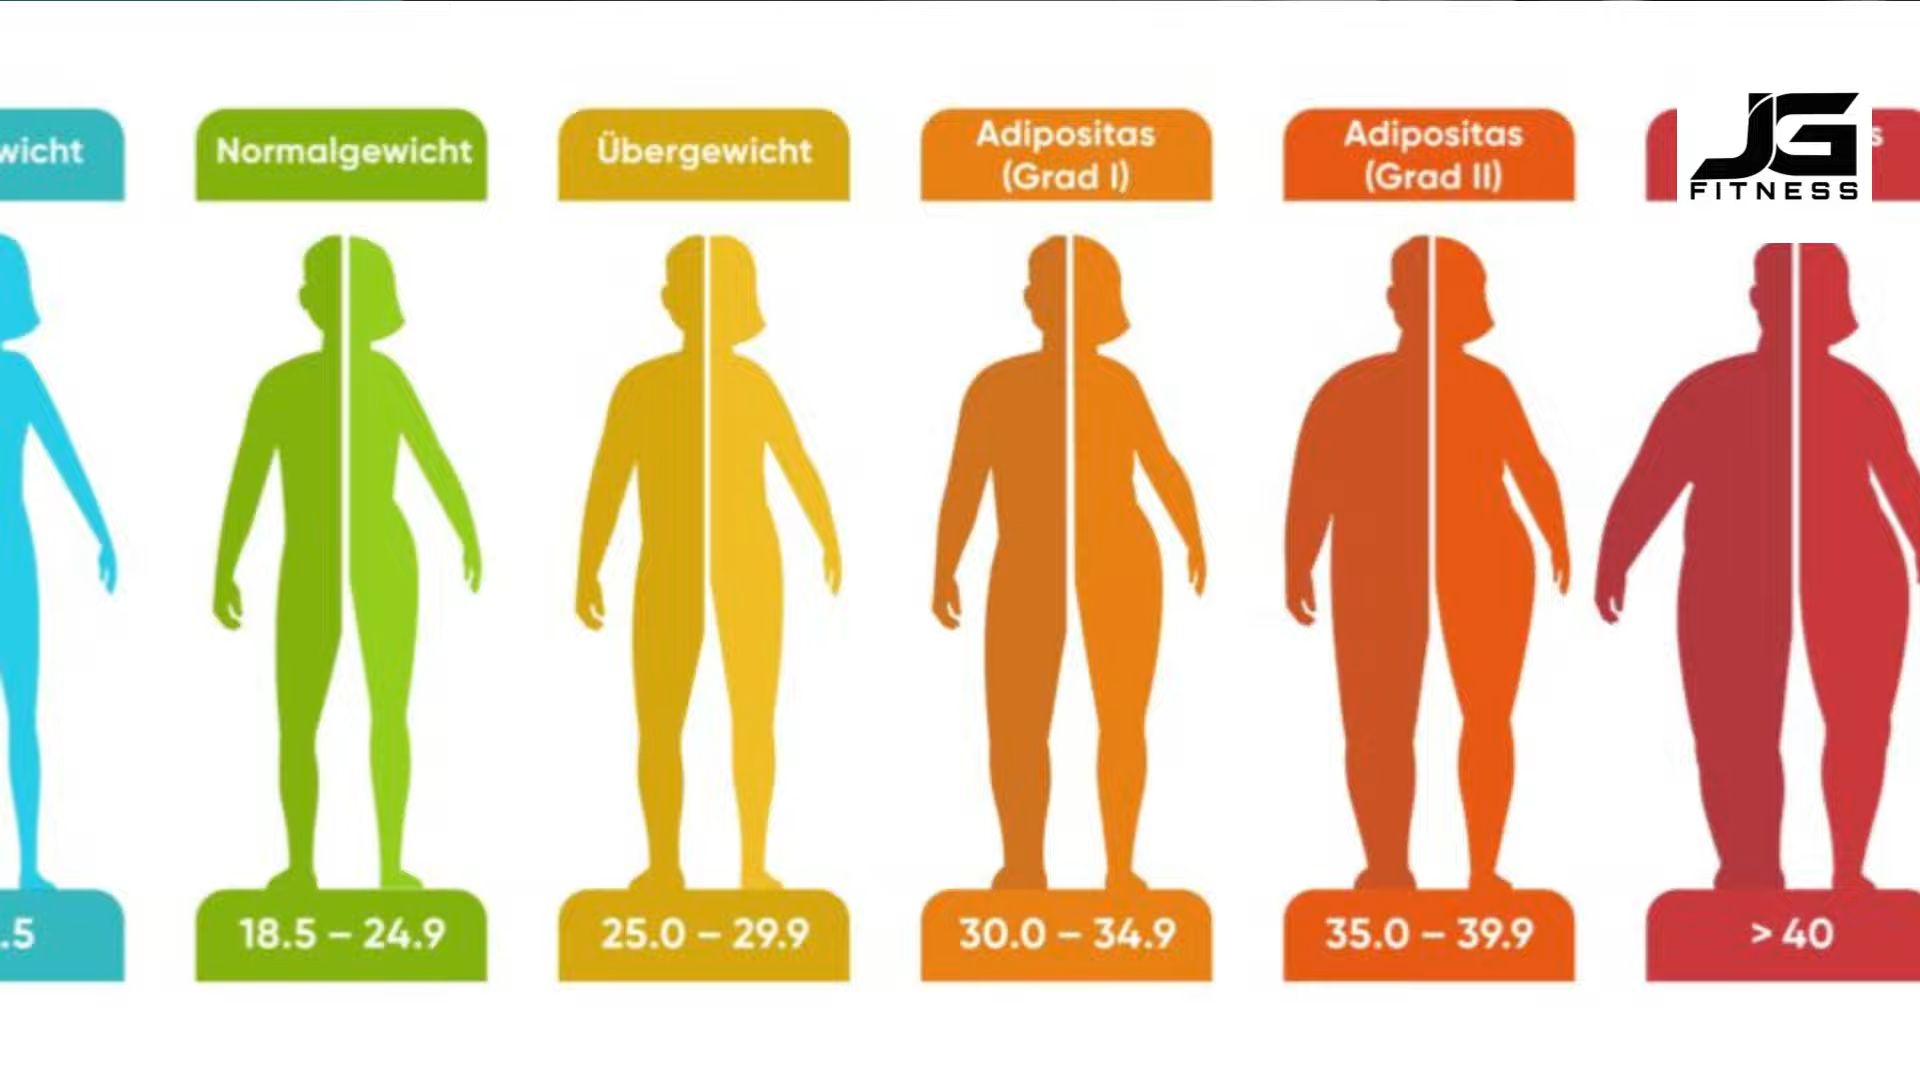 wicht
Normalgewicht
Übergewicht
Adipositas
(Grad I)
Adipositas
(Grad II)
s
JG
FITNESS
.5
18.5 – 24.9
25.0 – 29.9
30.0 – 34.9
35.0 – 39.9
> 40